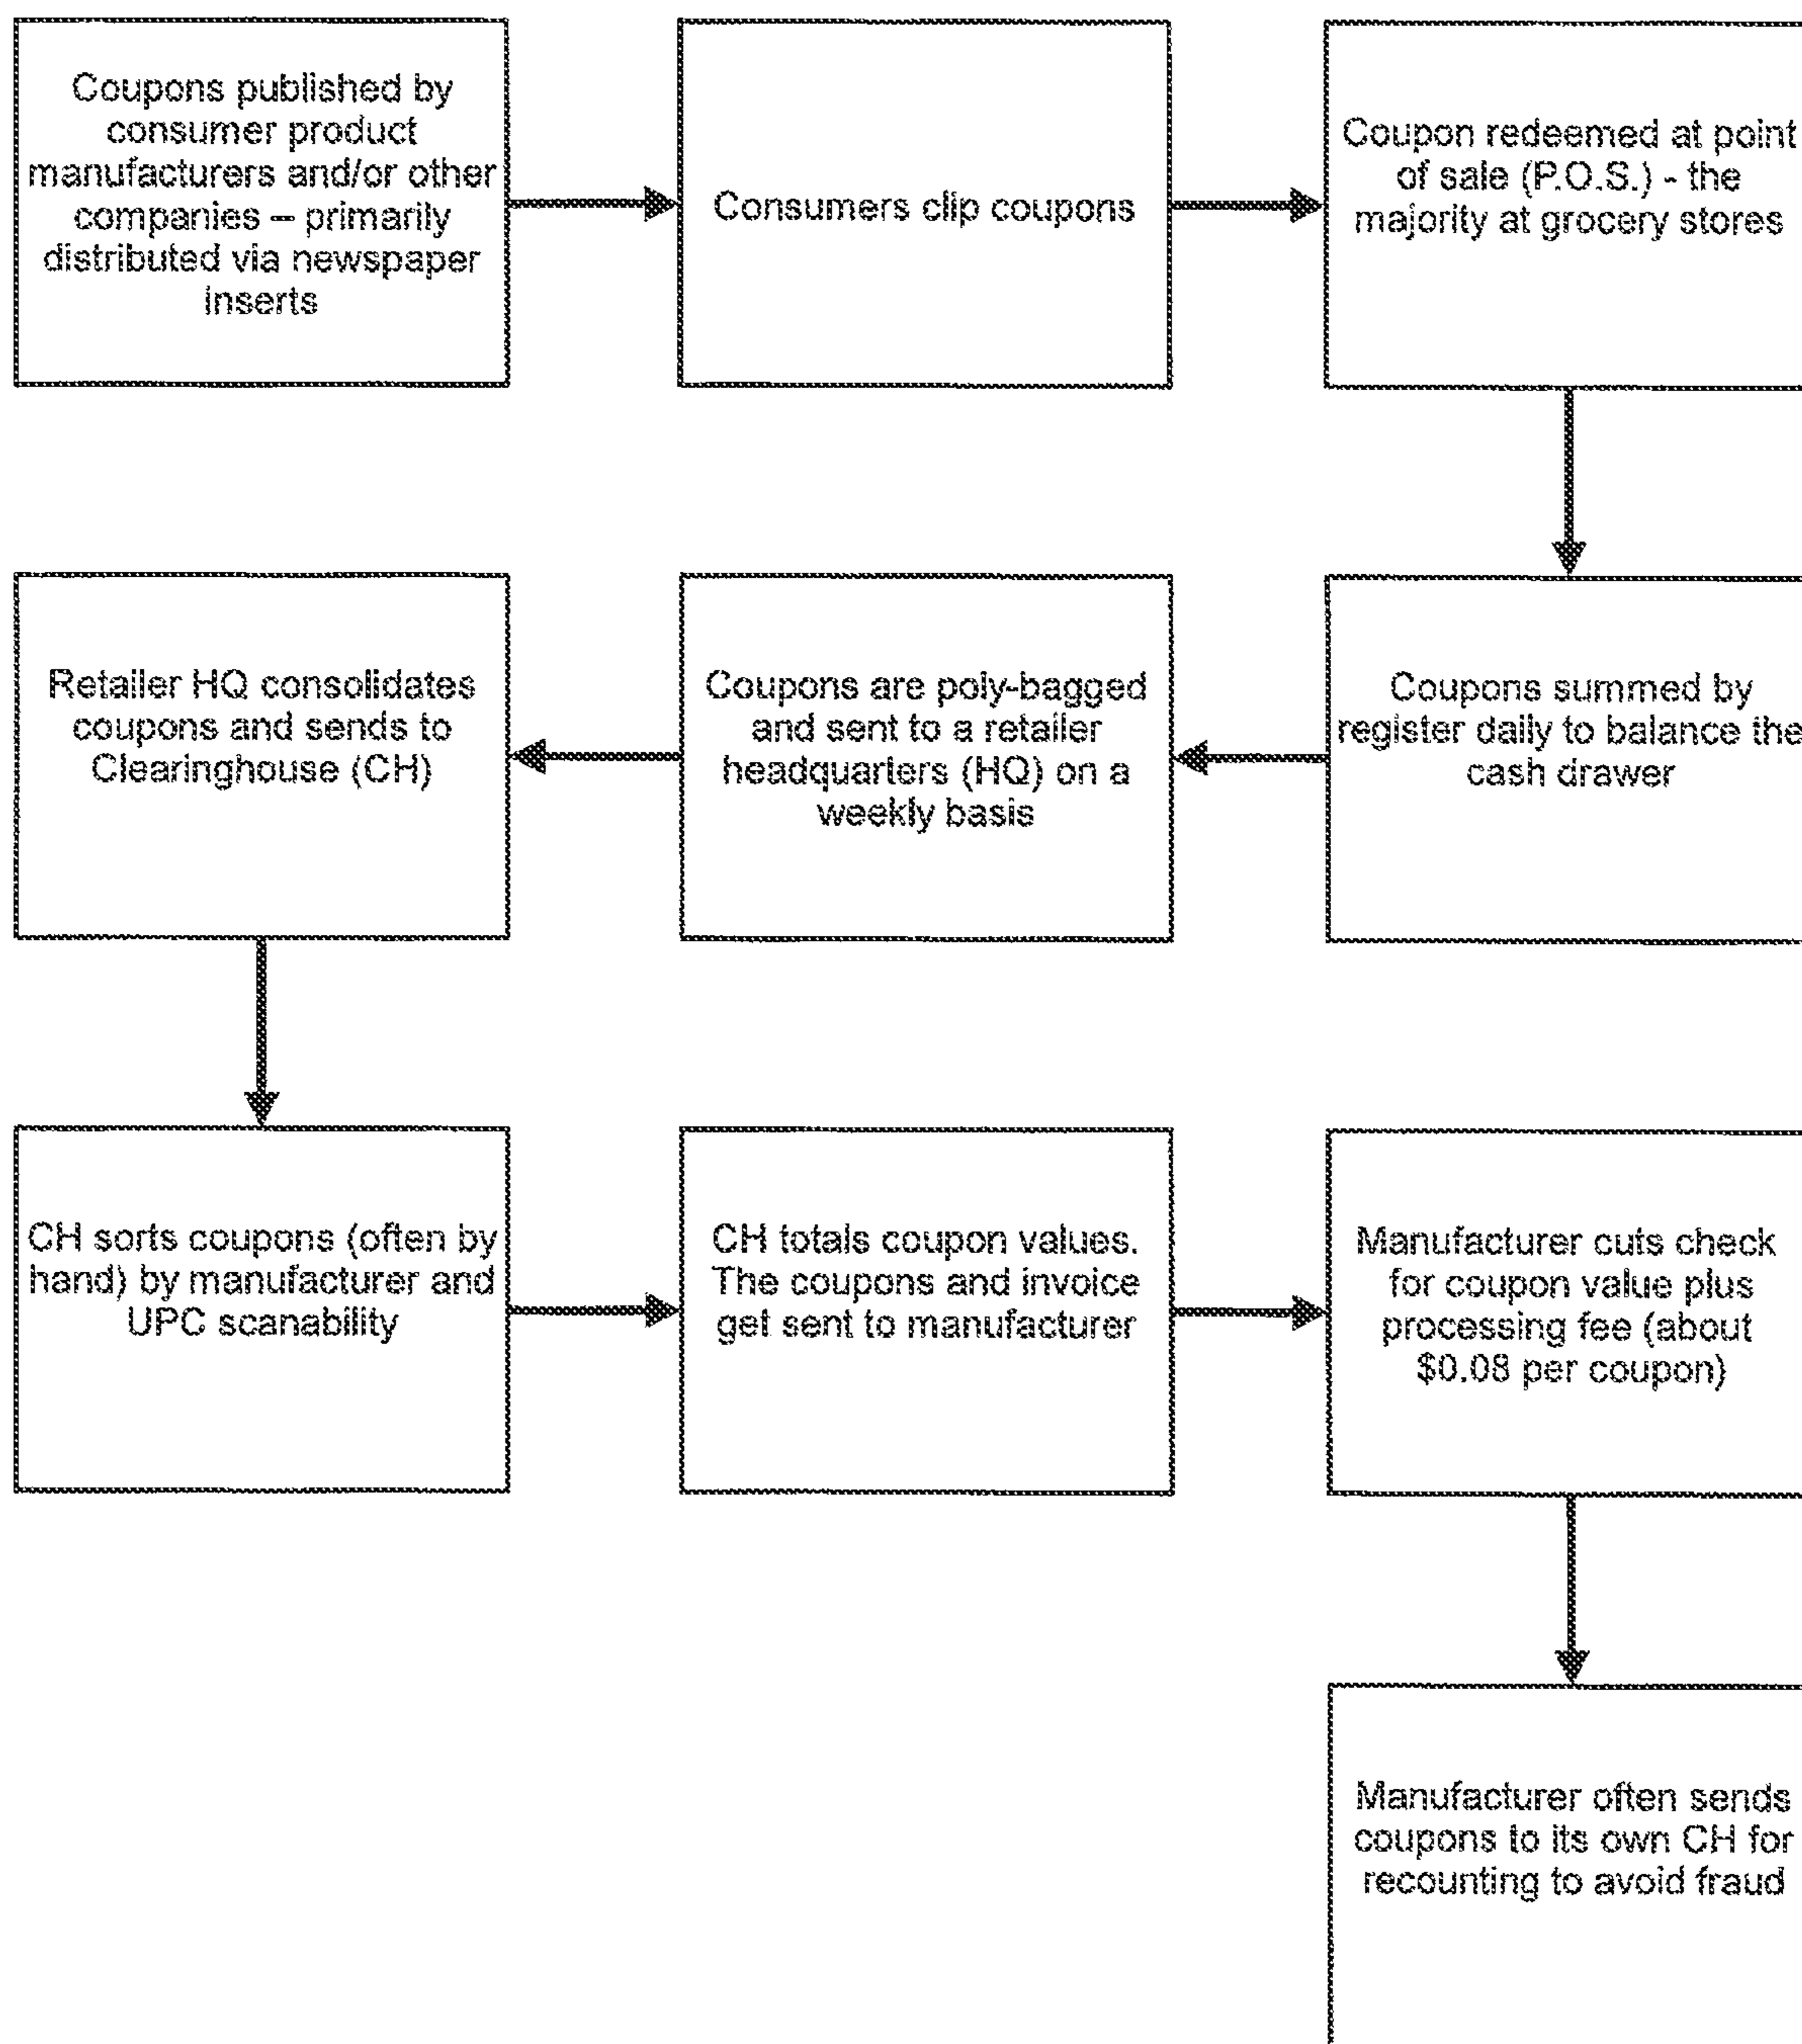 Coupons published by
consumer product
manufacturers and/or other
companies – primarily
distributed via newspaper
inserts
Consumers clip coupons
Coupon redeemed at point
of sale (P.O.S.) - the
majority at grocery stores
Coupons summed by
register daily to balance the
cash drawer
Coupons are poly-bagged
and sent to a retailer
headquarters (HQ) on a
weekly basis
Retailer HQ consolidates
coupons and sends to
Clearinghouse (CH)
CH sorts coupons (often by
hand) by manufacturer and
UPC scanability
CH totals coupon values.
The coupons and invoice
get sent to manufacturer
Manufacturer cuts check
for coupon value plus
processing fee (about
$0.08 per coupon)
Manufacturer often sends
coupons to its own CH for
recounting to avoid fraud